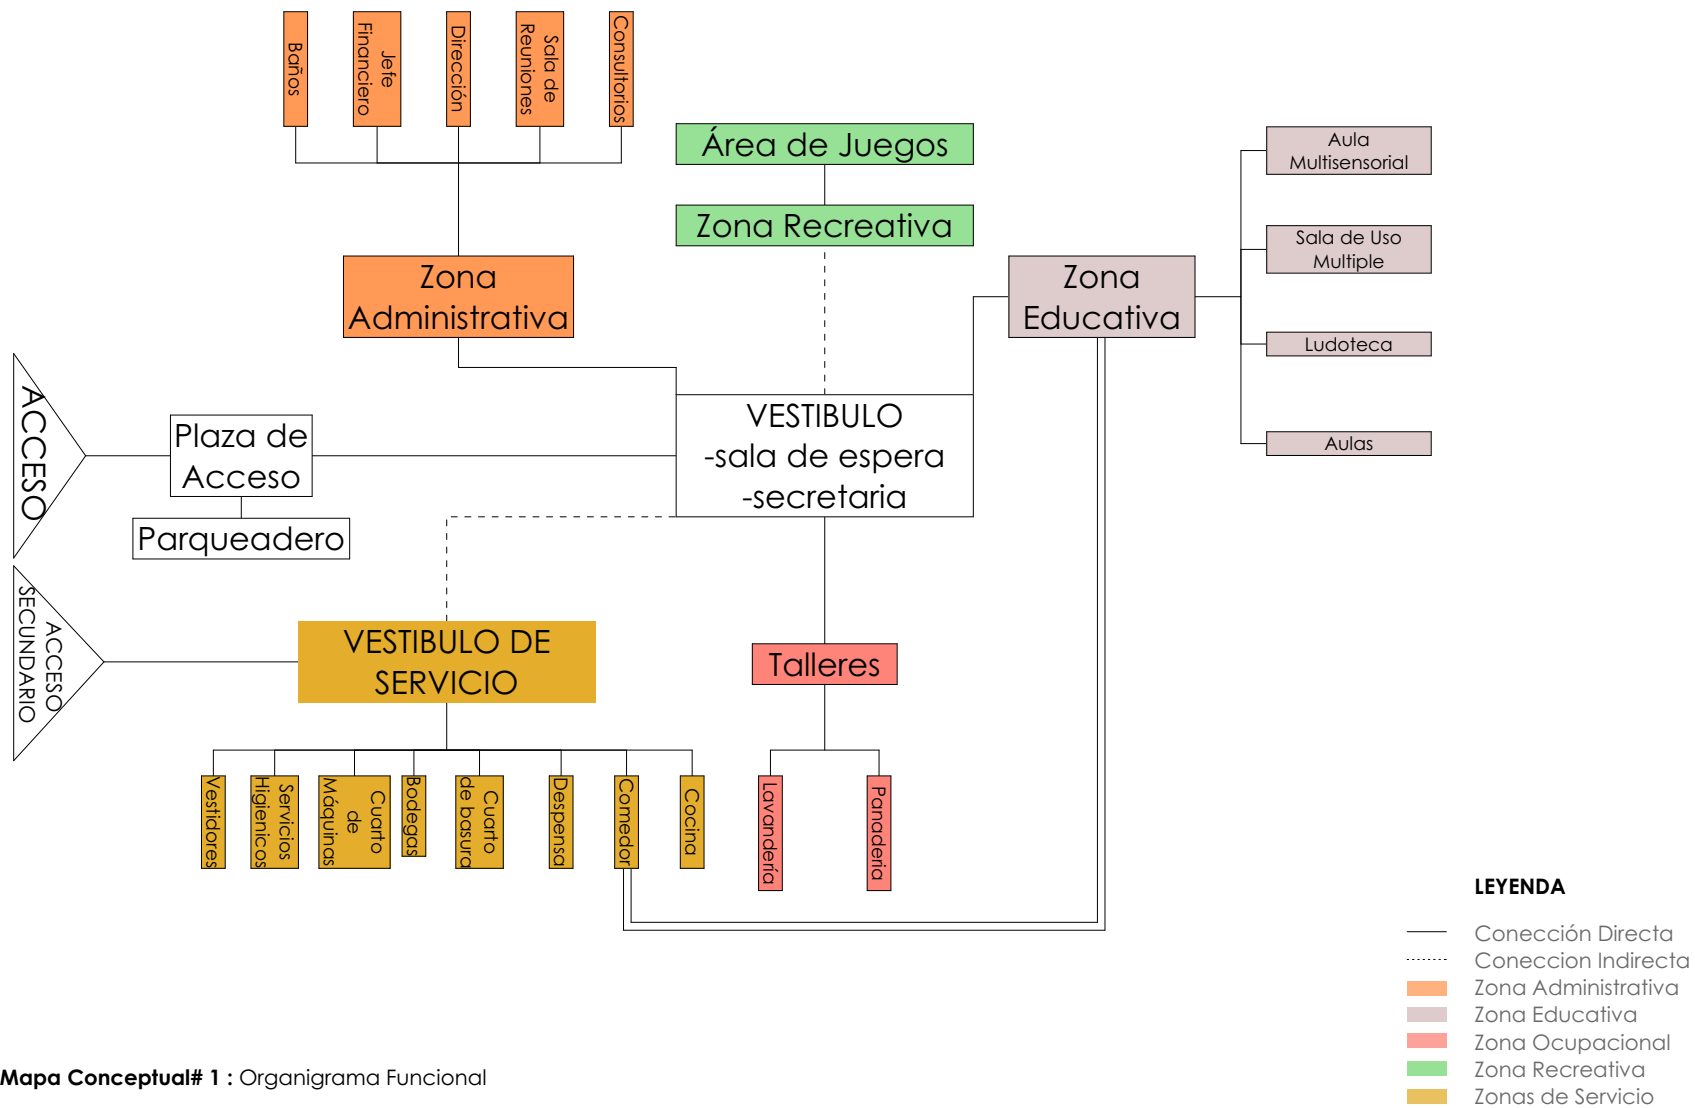 Baños
Jefe
Financiero
Dirección
Sala de
Reuniones
Consultorios
Área de Juegos
Zona Recreativa
Zona
Administrativa
Zona
Educativa
Aula
Multisensorial
Sala de Uso
Multiple
Ludoteca
Aulas
ACCESO
Plaza de
Acceso
Parqueadero
VESTIBULO
-sala de espera
-secretaria
ACCESO
SECUNDARIO
VESTIBULO DE
SERVICIO
Talleres
Vestidores
Servicios
Higienicos
Cuarto
de
Máquinas
Bodegas
Cuarto
de basura
Despensa
Comedor
Cocina
Lavandería
Panaderia
LEYENDA
Conección Directa
Coneccion Indirecta
Zona Administrativa
Zona Educativa
Zona Ocupacional
Zona Recreativa
Zonas de Servicio
Mapa Conceptual# 1 : Organigrama Funcional